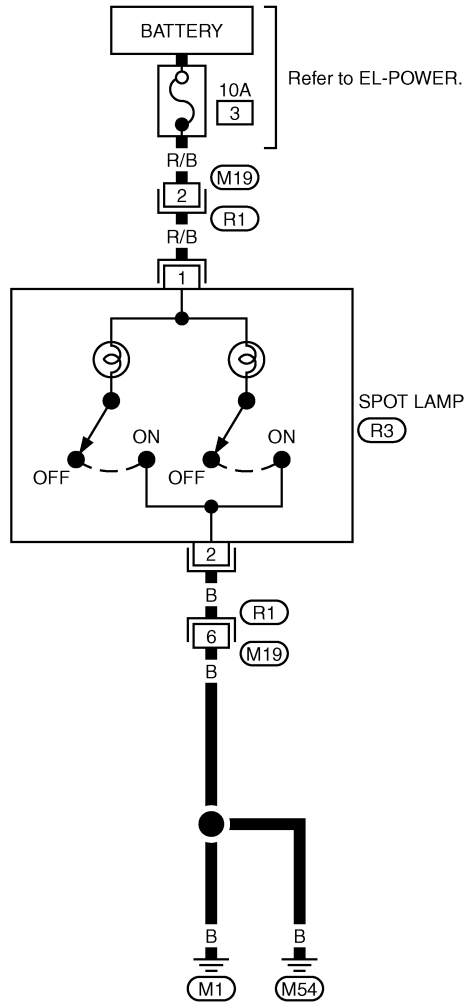 BATTERY
Refer to EL-POWER.
10A
3
R/B
2
M19
R1
R/B
1
SPOT LAMP
R3
ON
ON
OFF
OFF
2
B
R1
6
M19
B
B
B
M1
M54